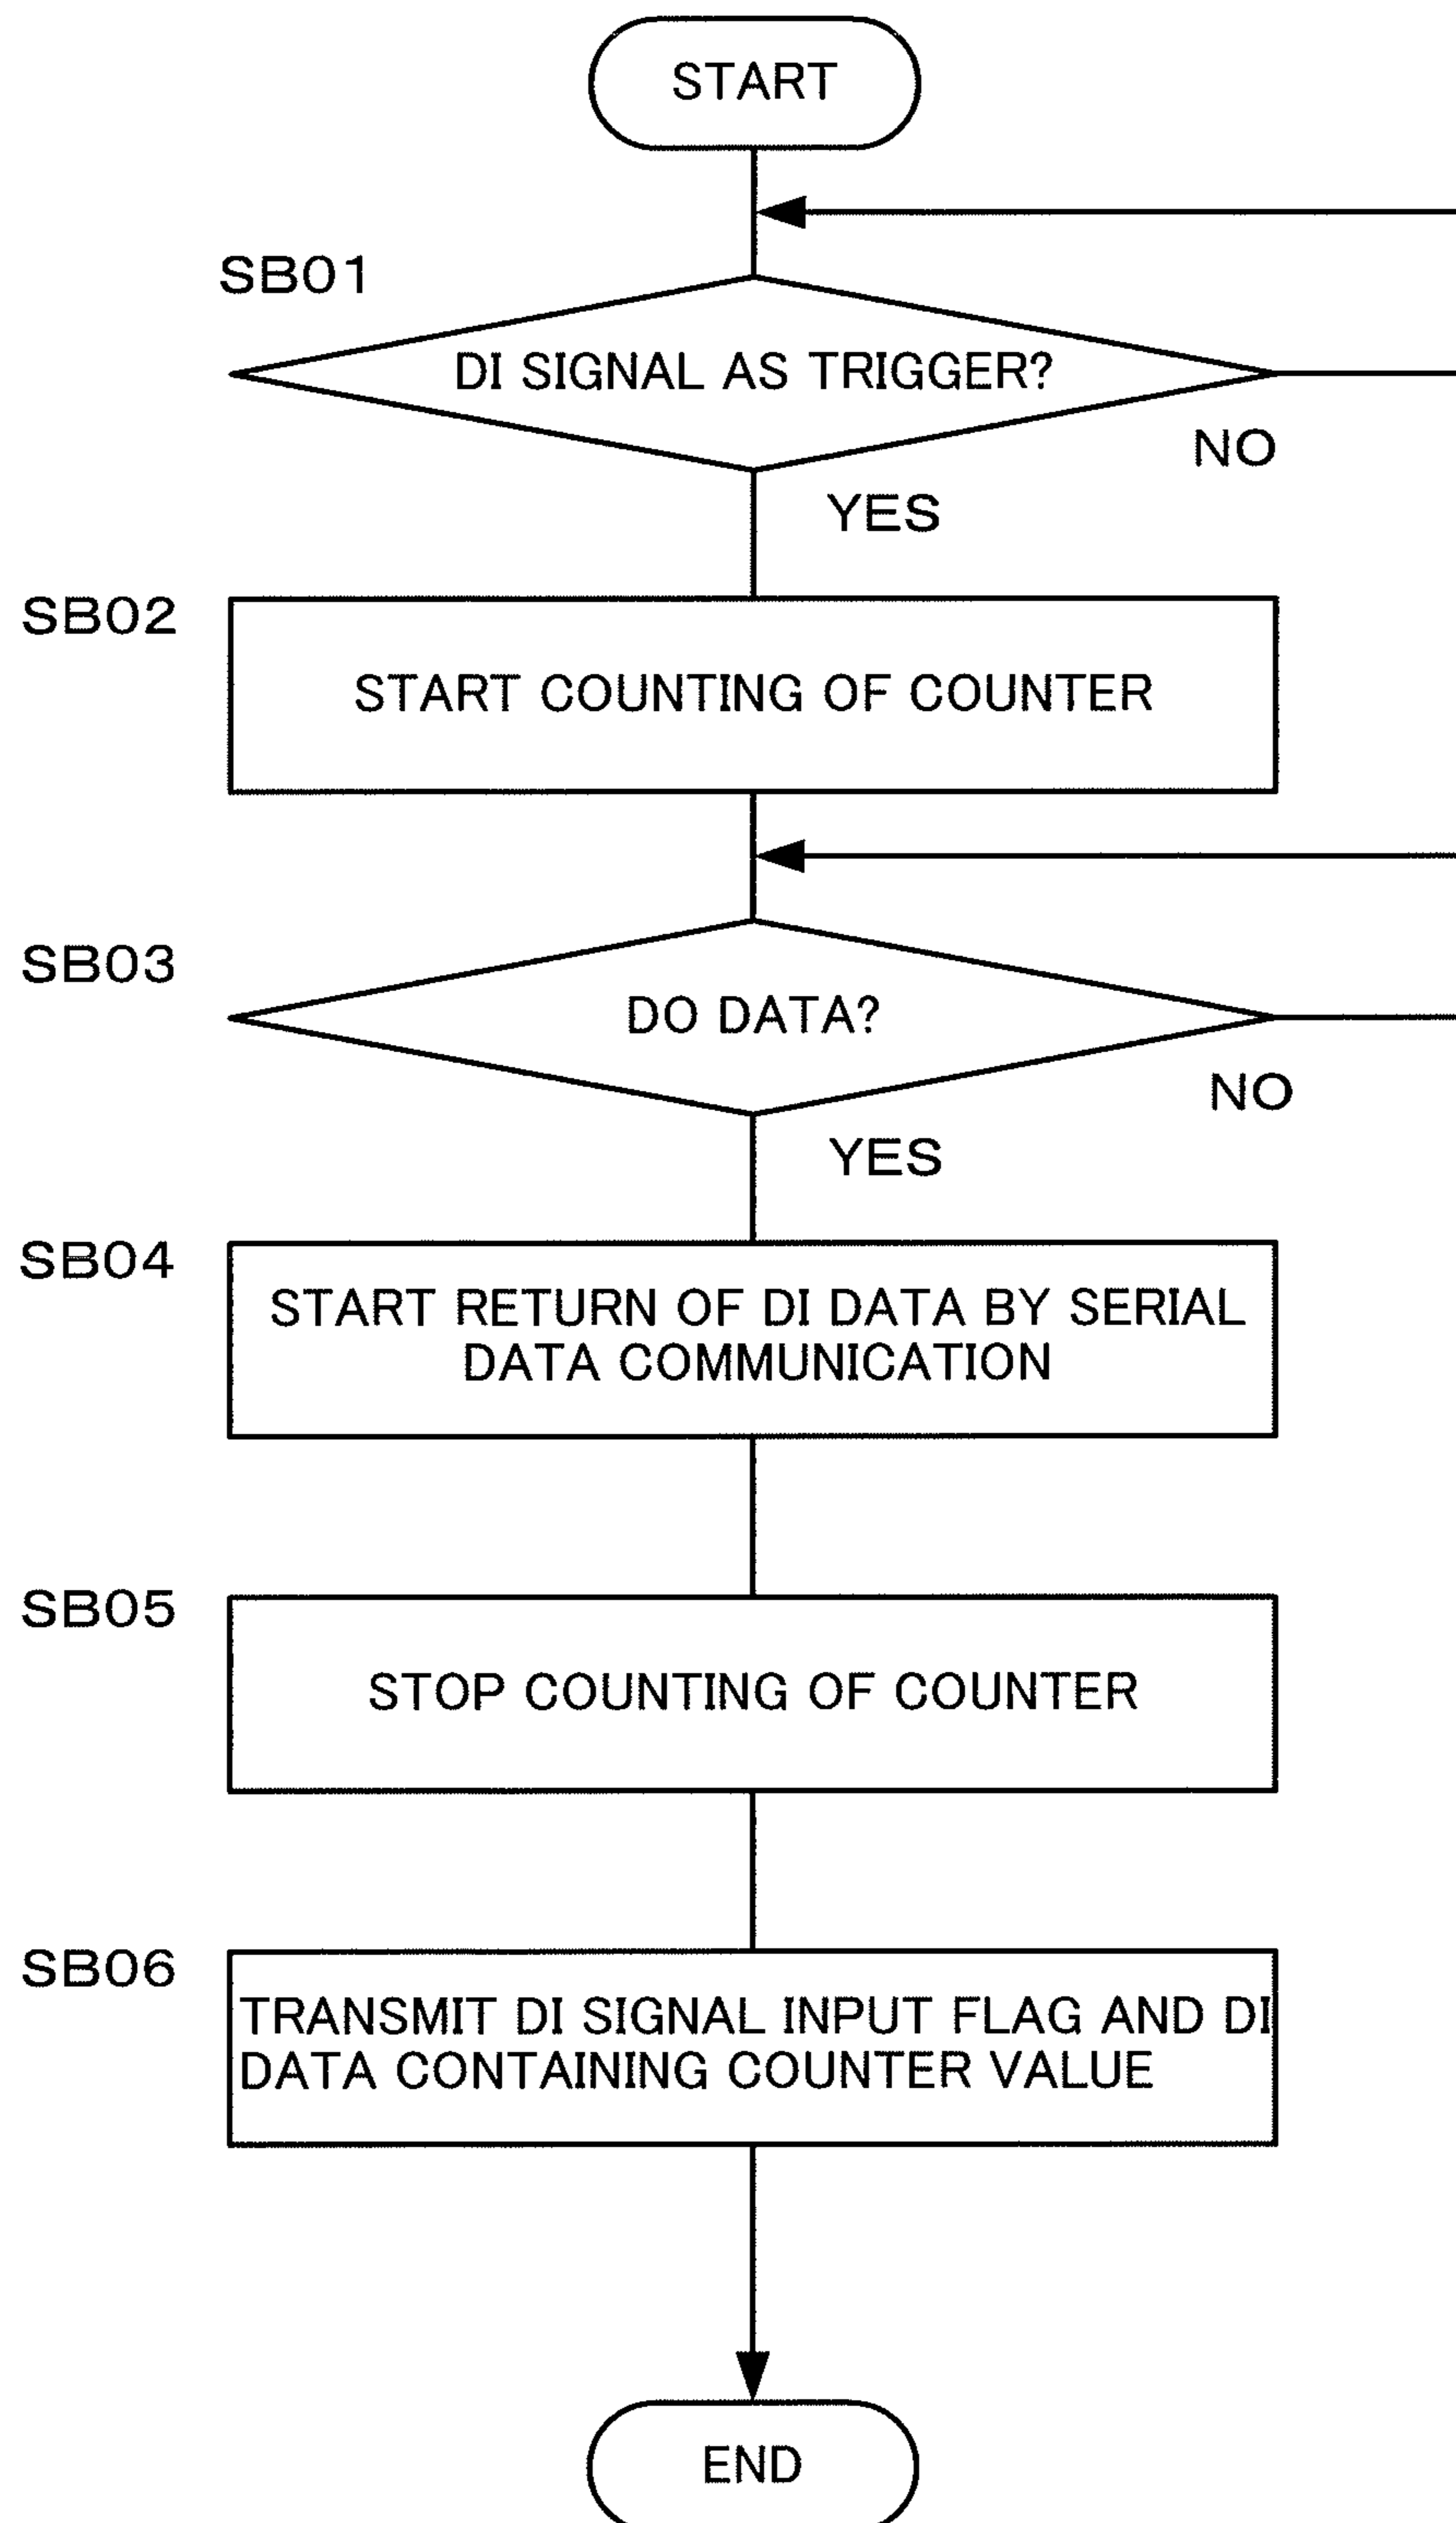 START
SB01
DI SIGNAL AS TRIGGER?
NO
YES
SB02
START COUNTING OF COUNTER
SB03
DO DATA?
NO
YES
SB04
START RETURN OF DI DATA BY SERIAL
DATA COMMUNICATION
SB05
STOP COUNTING OF COUNTER
SB06
TRANSMIT DI SIGNAL INPUT FLAG AND DI
DATA CONTAINING COUNTER VALUE
END